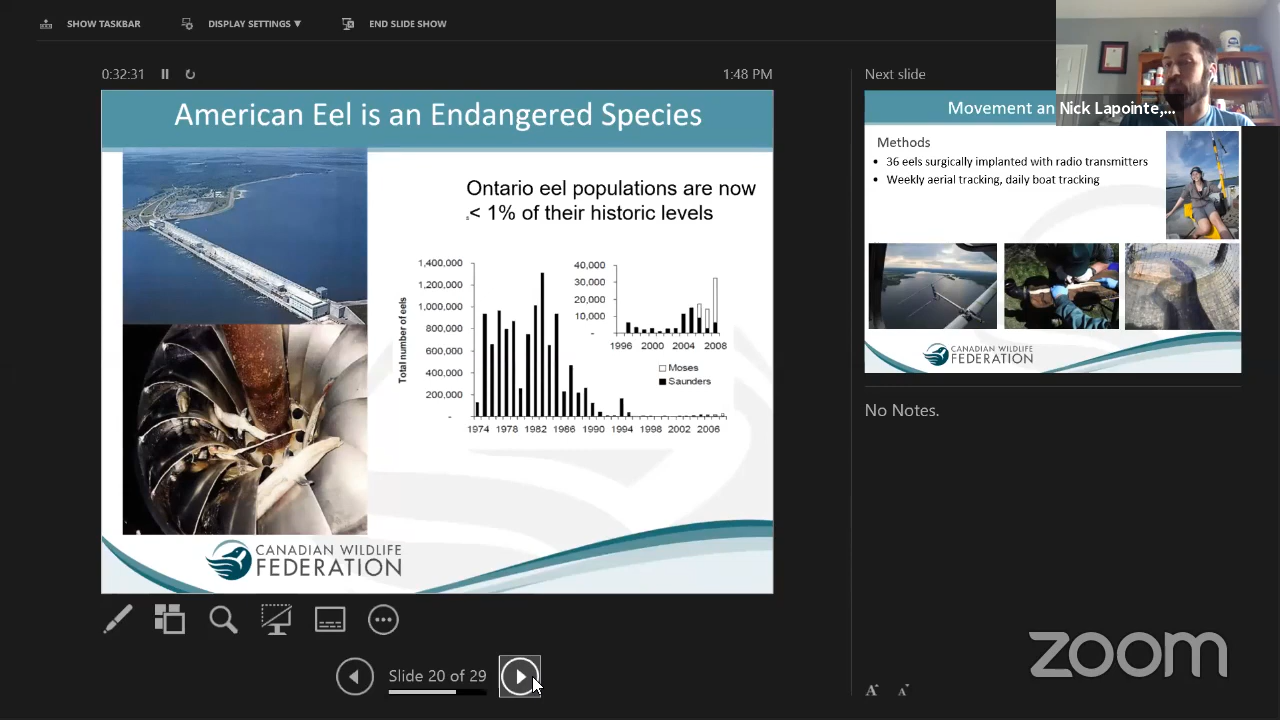 SHOW TASKBAR
DISPLAY SETTINGS ▼
END SLIDE SHOW
0:32:31
1:48 PM
American Eel is an Endangered Species
Ontario eel populations are now
< 1% of their historic levels
Total number of eels
1,400,000
1,200,000
1,000,000
800,000
600,000
400,000
200,000
-
1974 1978 1982 1986 1990 1994 1998 2002 2006
40,000
30,000
20,000
10,000
-
1996 2000 2004 2008
Moses
Saunders
CANADIAN WILDLIFE
FEDERATION
Slide 20 of 29
Next slide
Movement an
Nick Lapointe,...
Methods
• 36 eels surgically implanted with radio transmitters
• Weekly aerial tracking, daily boat tracking
CANADIAN WILDLIFE
FEDERATION
No Notes.
zoom
A A